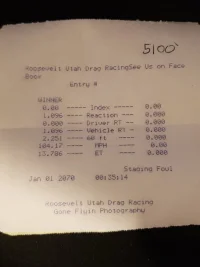 5100
Roosevelt Utah Drag RacingSee Us on Face
Book
Entry #
WINNER
0.00 ----- Index ----- 0.00
1.096 ---- Reaction --- 0.000
0.000 ---- Driver RT -- 0.000
1.096 ---- Vehicle RT - 0.000
2.251 ---- 60 Ft ---- 0.000
104.17 ---- MPH ---- 0.00
13.786 ---- ET ---- 0.000
Staging Foul
Jan 01 2070 00:35:14
Roosevelt Utah Drag Racing
Gone Flyin Photography